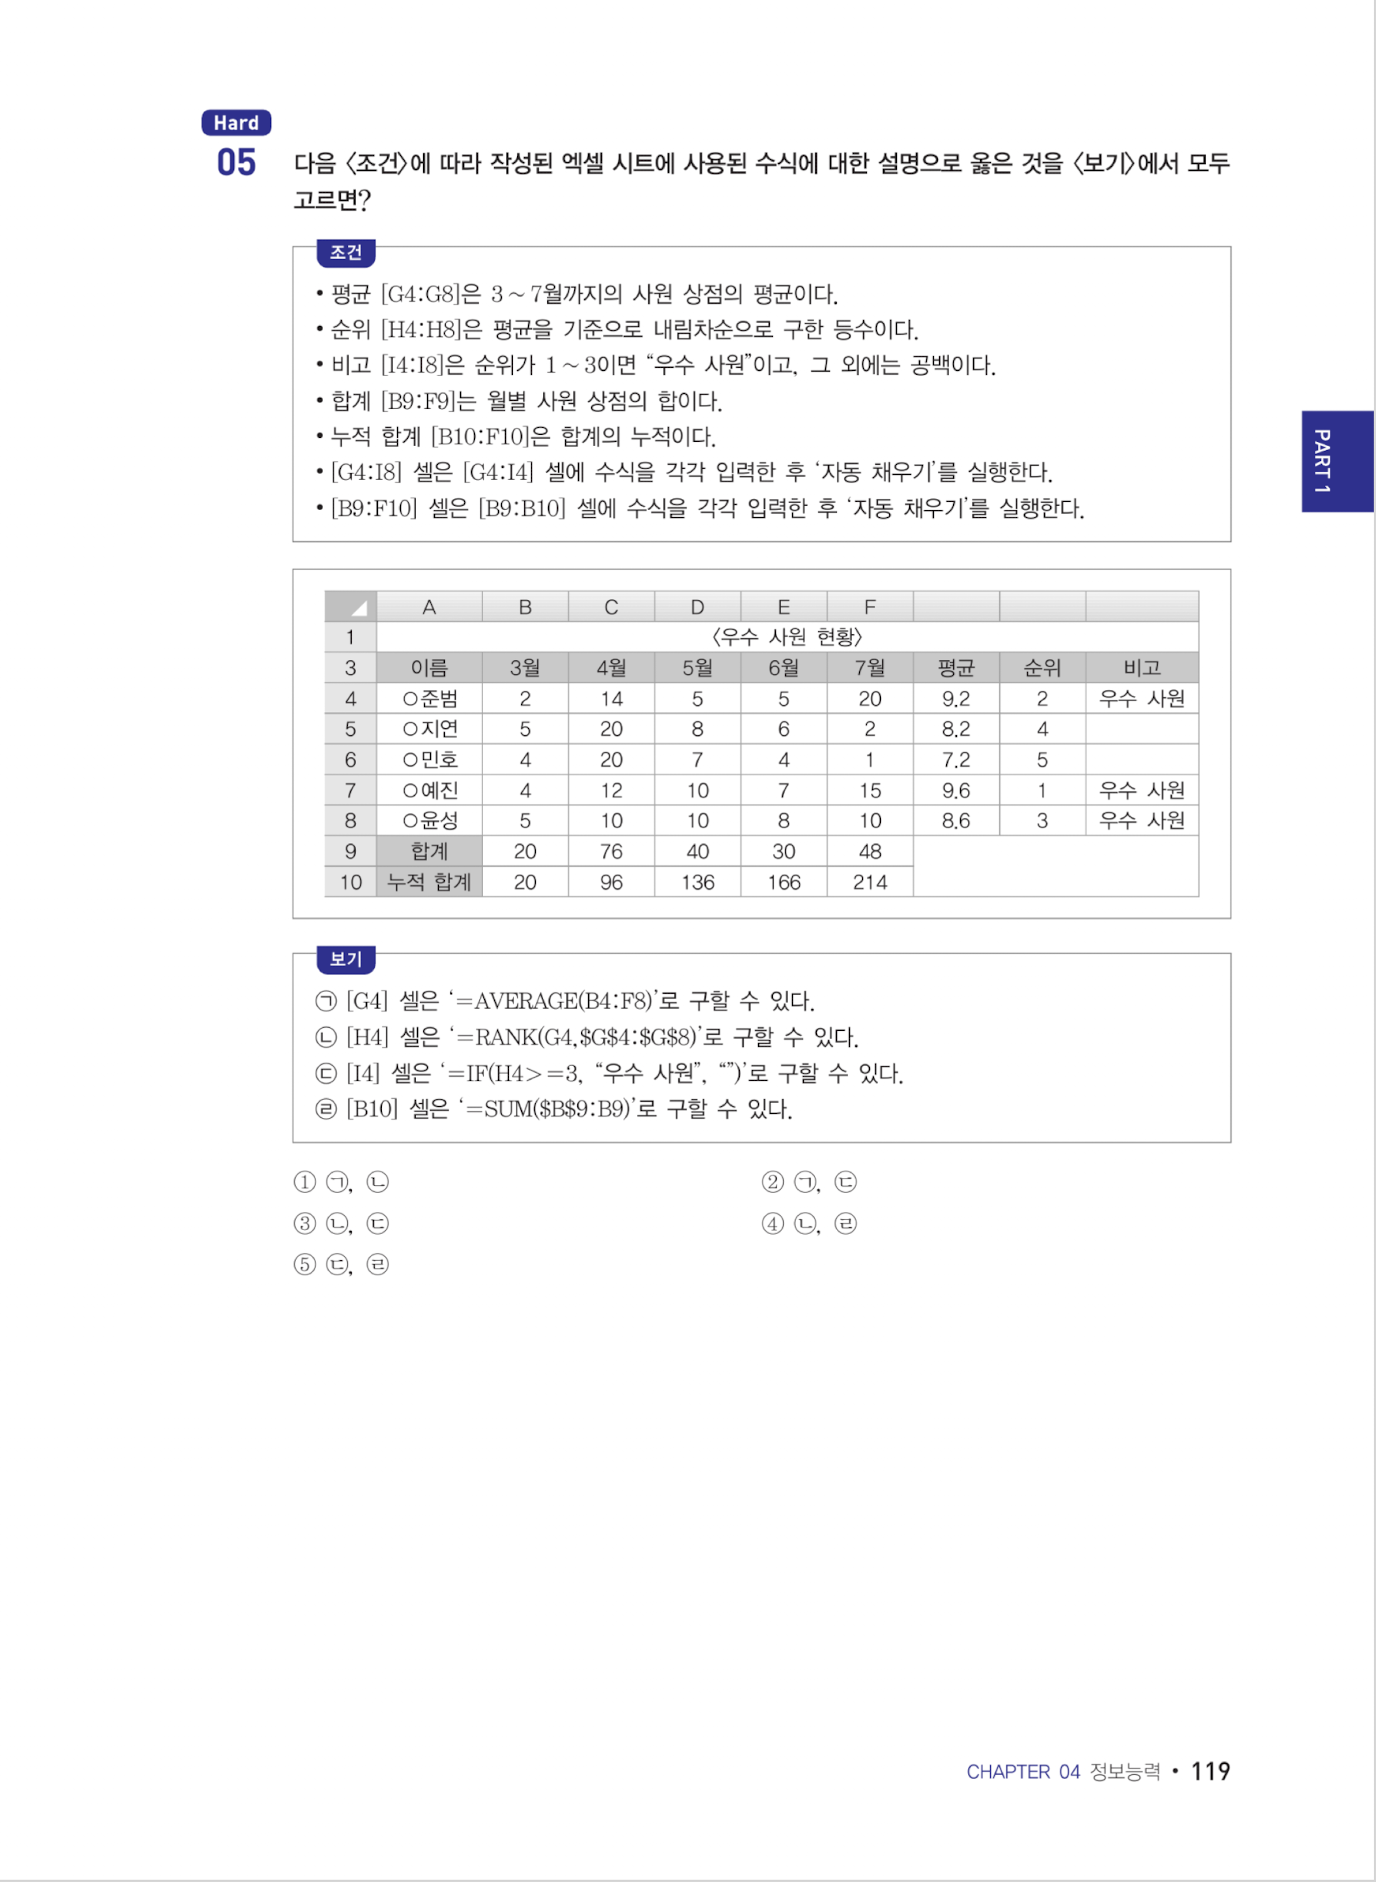 Hard
05 다음 〈조건〉에 따라 작성된 엑셀 시트에 사용된 수식에 대한 설명으로 옳은 것을 〈보기〉에서 모두
고르면?
조건
• 평균 [G4:G8]은 3 ~ 7월까지의 사원 상점의 평균이다.
• 순위 [H4:H8]은 평균을 기준으로 내림차순으로 구한 등수이다.
• 비고 [I4:I8]은 순위가 1 ~ 3이면 “우수 사원”이고, 그 외에는 공백이다.
• 합계 [B9:F9]는 월별 사원 상점의 합이다.
• 누적 합계 [B10:F10]은 합계의 누적이다.
• [G4:I8] 셀은 [G4:I4] 셀에 수식을 각각 입력한 후 ‘자동 채우기’를 실행한다.
• [B9:F10] 셀은 [B9:B10] 셀에 수식을 각각 입력한 후 ‘자동 채우기’를 실행한다.
PART 1
A B C D E F
1 〈우수 사원 현황〉
3 이름 3월 4월 5월 6월 7월 평균 순위 비고
4 ○준범 2 14 5 5 20 9.2 2 우수 사원
5 ○지연 5 20 8 6 2 8.2 4
6 ○민호 4 20 7 4 1 7.2 5
7 ○예진 4 12 10 7 15 9.6 1 우수 사원
8 ○윤성 5 10 10 8 10 8.6 3 우수 사원
9 합계 20 76 40 30 48
10 누적 합계 20 96 136 166 214
보기
㉠ [G4] 셀은 ‘=AVERAGE(B4:F8)’로 구할 수 있다.
㉡ [H4] 셀은 ‘=RANK(G4,$G$4:$G$8)’로 구할 수 있다.
㉢ [I4] 셀은 ‘=IF(H4>=3, “우수 사원”, “”)’로 구할 수 있다.
㉣ [B10] 셀은 ‘=SUM($B$9:B9)’로 구할 수 있다.
① ㉠, ㉡ ② ㉠, ㉢
③ ㉡, ㉢ ④ ㉡, ㉣
⑤ ㉢, ㉣
CHAPTER 04 정보능력 • 119